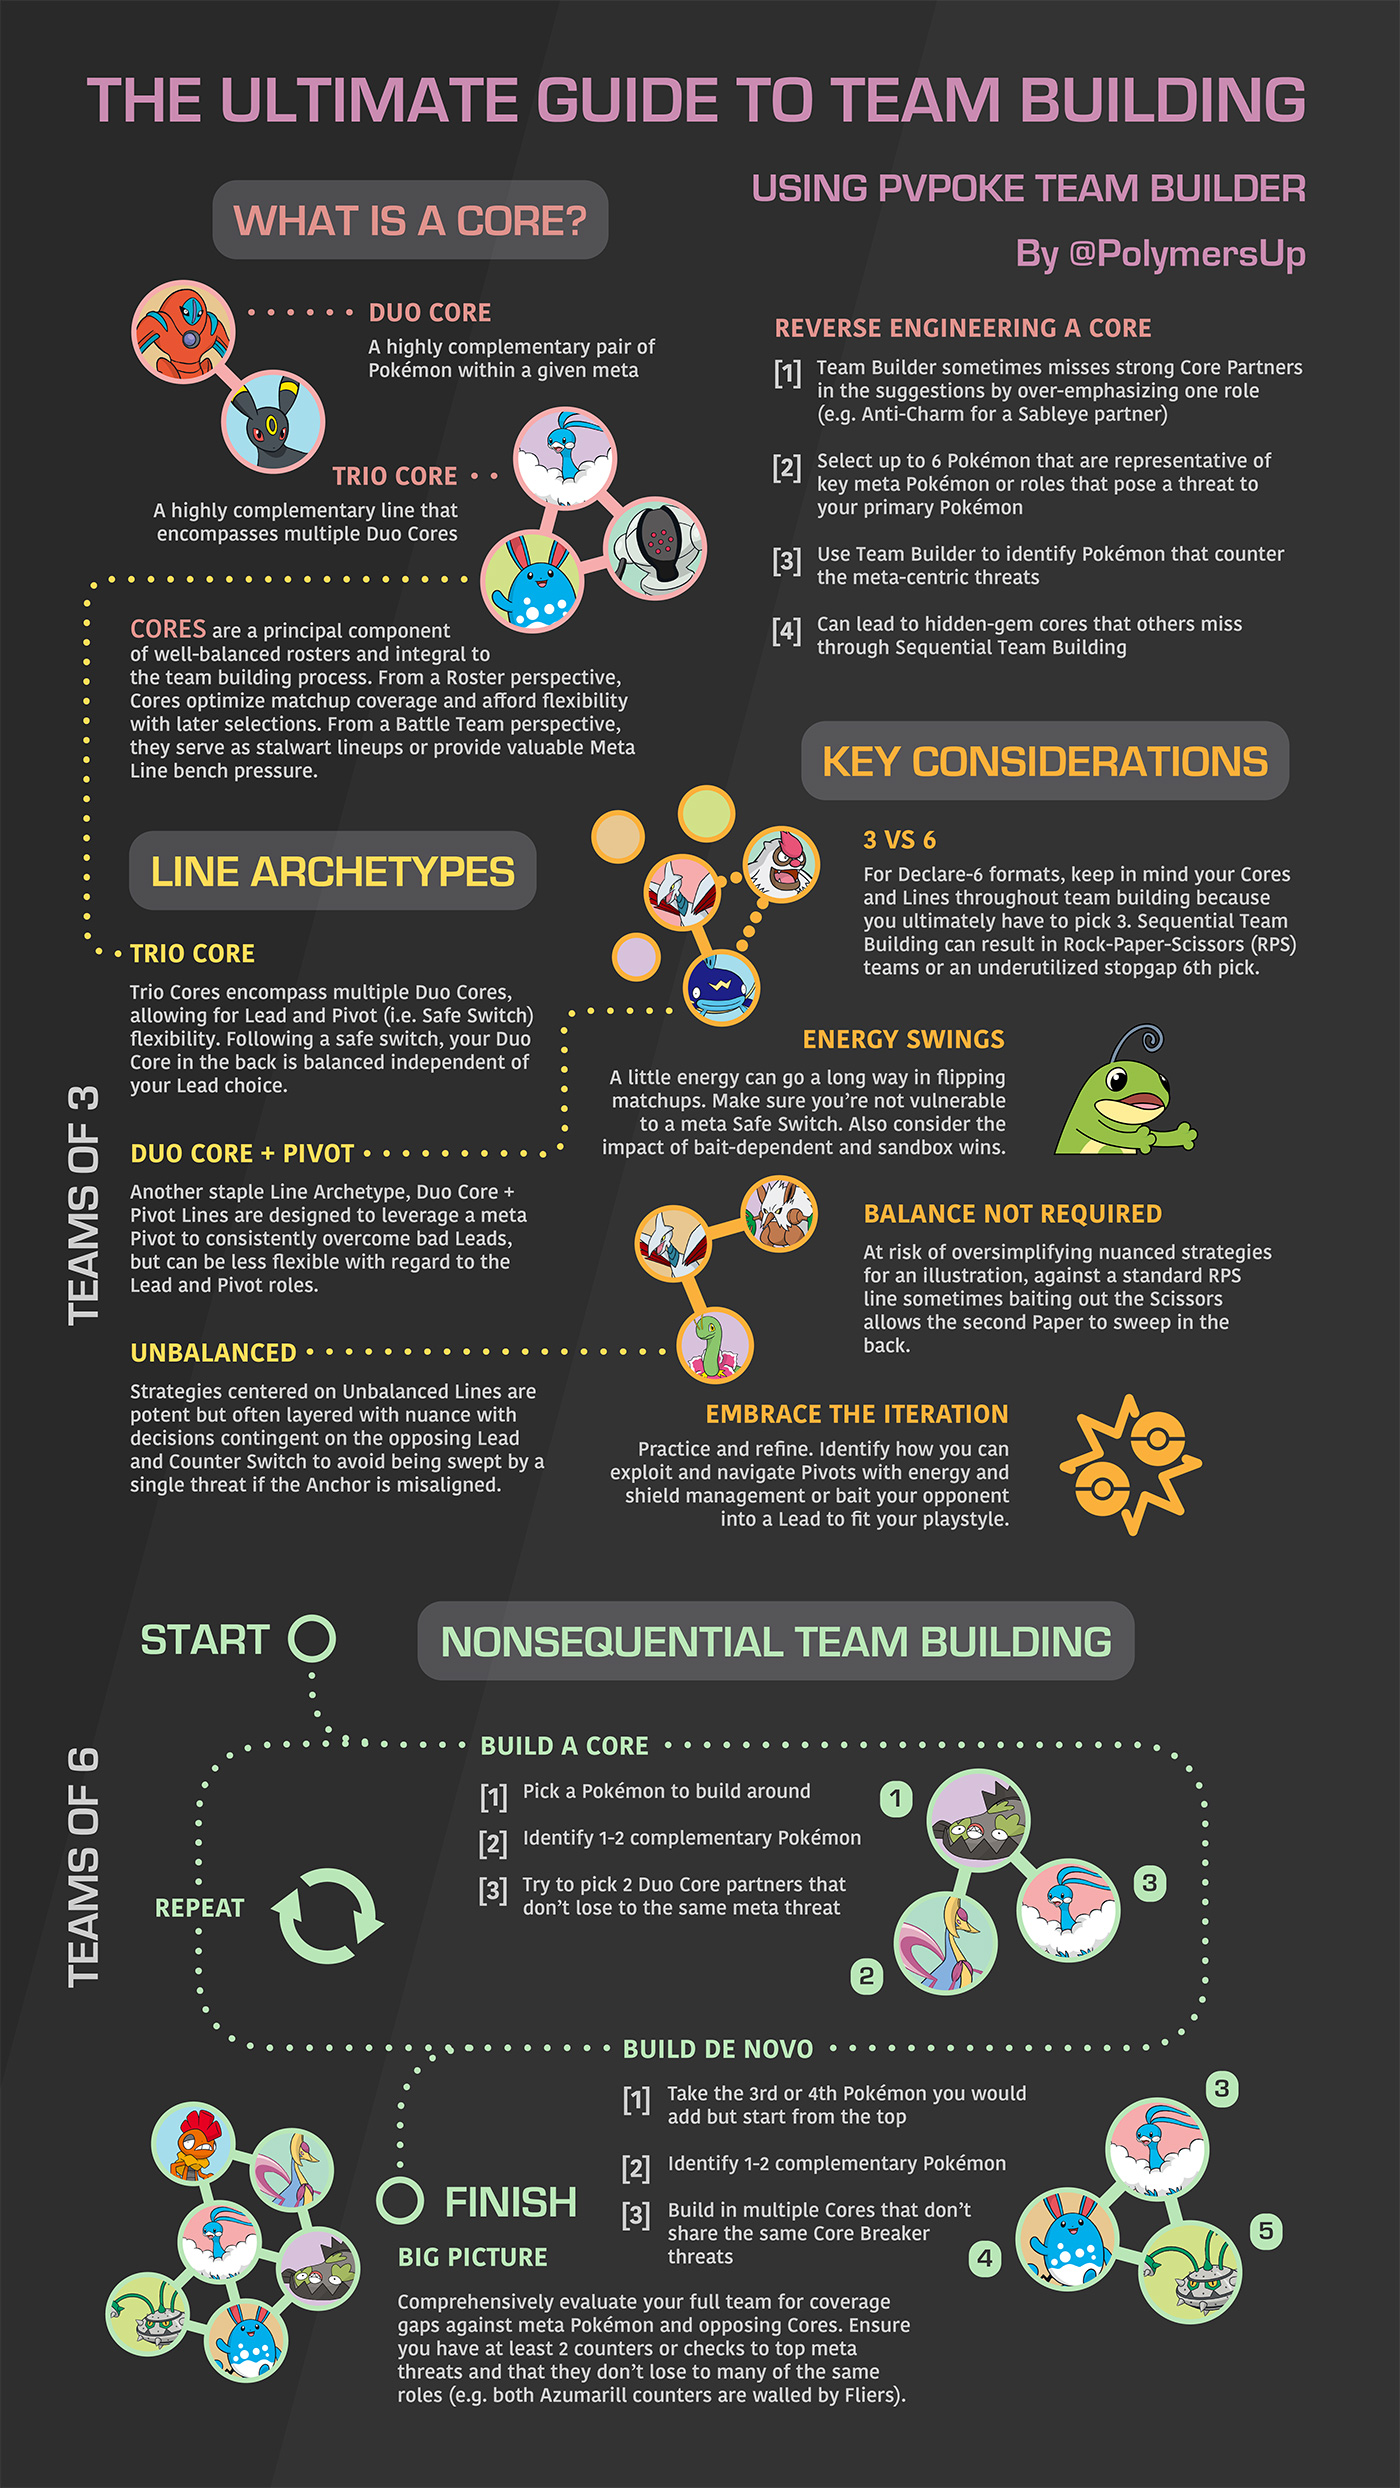 THE ULTIMATE GUIDE TO TEAM BUILDING
USING PVPOKE TEAM BUILDER
By @PolymersUp
WHAT IS A CORE?
DUO CORE
A highly complementary pair of
Pokémon within a given meta
TRIO CORE
A highly complementary line that
encompasses multiple Duo Cores
CORES are a principal component
of well-balanced rosters and integral to
the team building process. From a Roster perspective,
Cores optimize matchup coverage and afford flexibility
with later selections. From a Battle Team perspective,
they serve as stalwart lineups or provide valuable Meta
Line bench pressure.
REVERSE ENGINEERING A CORE
[1] Team Builder sometimes misses strong Core Partners
in the suggestions by over-emphasizing one role
(e.g. Anti-Charm for a Sableye partner)
[2] Select up to 6 Pokémon that are representative of
key meta Pokémon or roles that pose a threat to
your primary Pokémon
[3] Use Team Builder to identify Pokémon that counter
the meta-centric threats
[4] Can lead to hidden-gem cores that others miss
through Sequential Team Building
TEAMS OF 3
LINE ARCHETYPES
TRIO CORE
Trio Cores encompass multiple Duo Cores,
allowing for Lead and Pivot (i.e. Safe Switch)
flexibility. Following a safe switch, your Duo
Core in the back is balanced independent of
your Lead choice.
DUO CORE + PIVOT
Another staple Line Archetype, Duo Core +
Pivot Lines are designed to leverage a meta
Pivot to consistently overcome bad Leads,
but can be less flexible with regard to the
Lead and Pivot roles.
UNBALANCED
Strategies centered on Unbalanced Lines are
potent but often layered with nuance with
decisions contingent on the opposing Lead
and Counter Switch to avoid being swept by a
single threat if the Anchor is misaligned.
KEY CONSIDERATIONS
3 VS 6
For Declare-6 formats, keep in mind your Cores
and Lines throughout team building because
you ultimately have to pick 3. Sequential Team
Building can result in Rock-Paper-Scissors (RPS)
teams or an underutilized stopgap 6th pick.
ENERGY SWINGS
A little energy can go a long way in flipping
matchups. Make sure you're not vulnerable
to a meta Safe Switch. Also consider the
impact of bait-dependent and sandbox wins.
BALANCE NOT REQUIRED
At risk of oversimplifying nuanced strategies
for an illustration, against a standard RPS
line sometimes baiting out the Scissors
allows the second Paper to sweep in the
back.
EMBRACE THE ITERATION
Practice and refine. Identify how you can
exploit and navigate Pivots with energy and
shield management or bait your opponent
into a Lead to fit your playstyle.
TEAMS OF 6
START
NONSEQUENTIAL TEAM BUILDING
BUILD A CORE
[1] Pick a Pokémon to build around
[2] Identify 1-2 complementary Pokémon
[3] Try to pick 2 Duo Core partners that
don't lose to the same meta threat
1
3
2
REPEAT
BUILD DE NOVO
[1] Take the 3rd or 4th Pokémon you would
add but start from the top
[2] Identify 1-2 complementary Pokémon
[3] Build in multiple Cores that don't
share the same Core Breaker
threats
3
5
4
FINISH
BIG PICTURE
Comprehensively evaluate your full team for coverage
gaps against meta Pokémon and opposing Cores. Ensure
you have at least 2 counters or checks to top meta
threats and that they don't lose to many of the same
roles (e.g. both Azumarill counters are walled by Fliers).